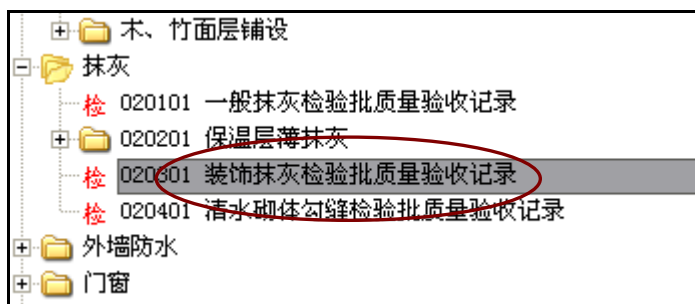 木、竹面层铺设
抹灰
检 020101 一般抹灰检验批质量验收记录
020201 保温层薄抹灰
检 020301 装饰抹灰检验批质量验收记录
检 020401 清水砌体勾缝检验批质量验收记录
外墙防水
门窗